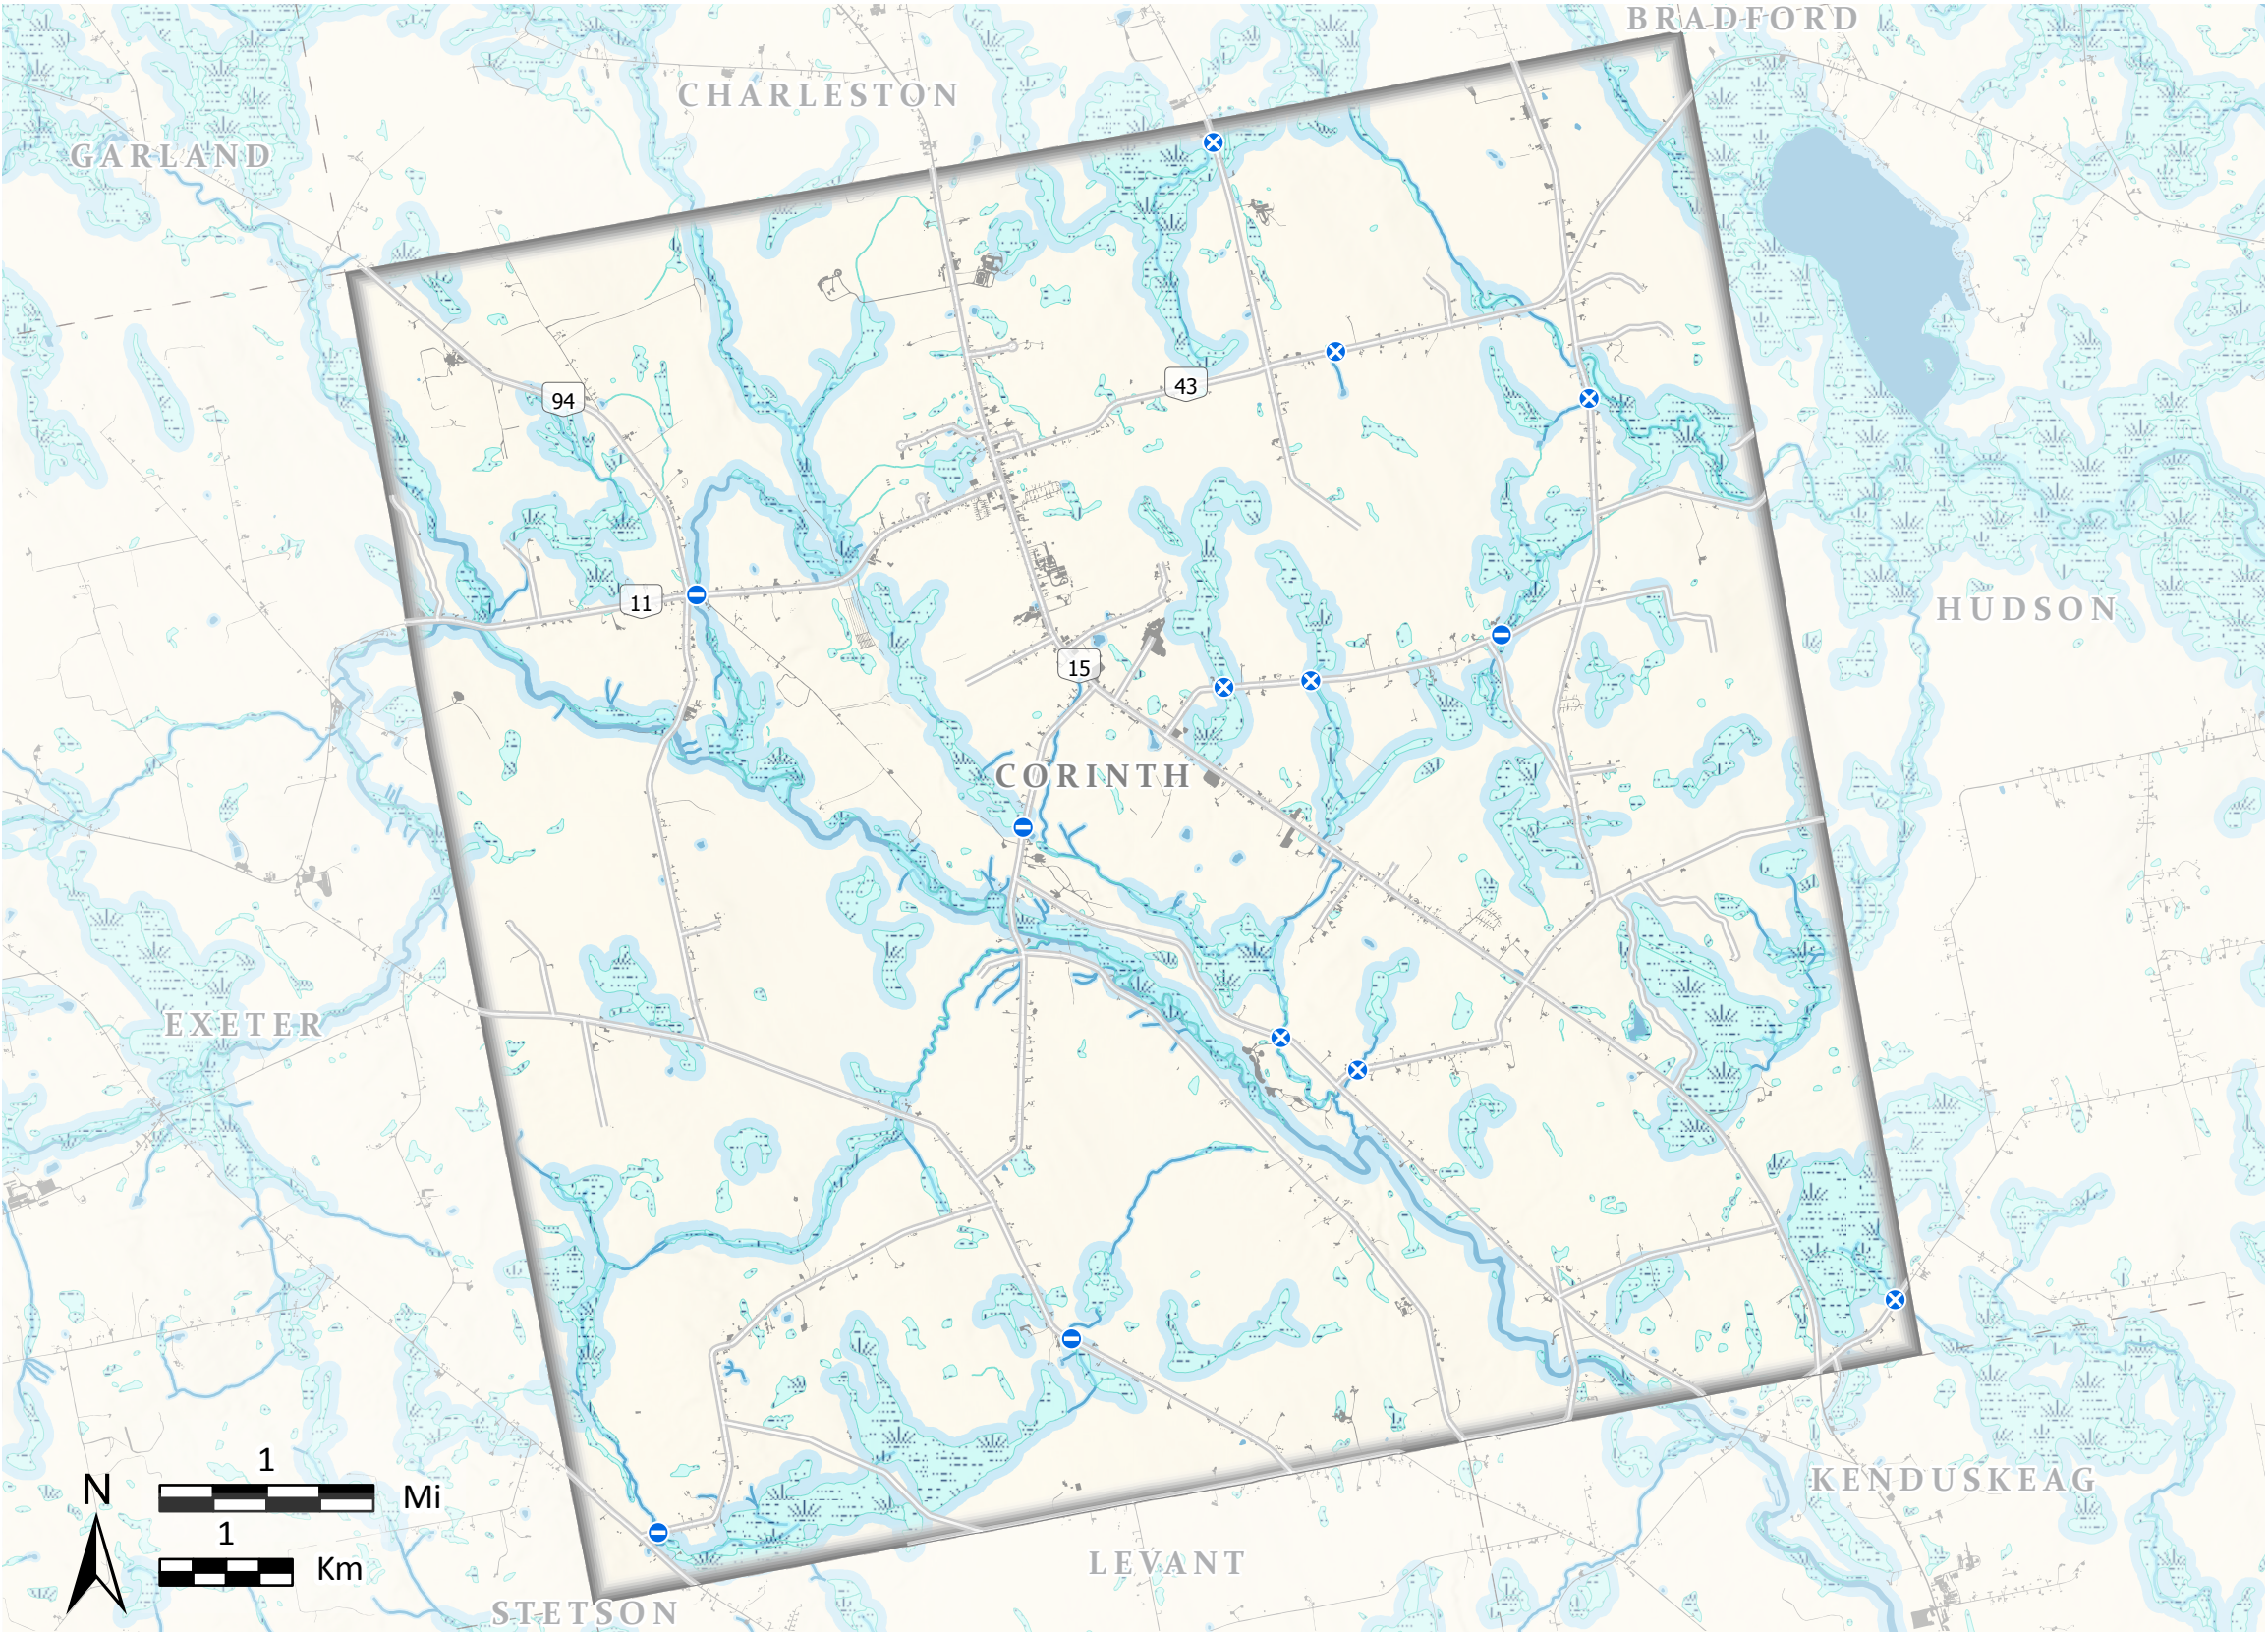 BRADFORD
CHARLESTON
GARLAND
43
94
11
HUDSON
15
CORINTH
EXETER
1
N
Mi
KENDUSKEAG
1
Km
LEVANT
STETSON